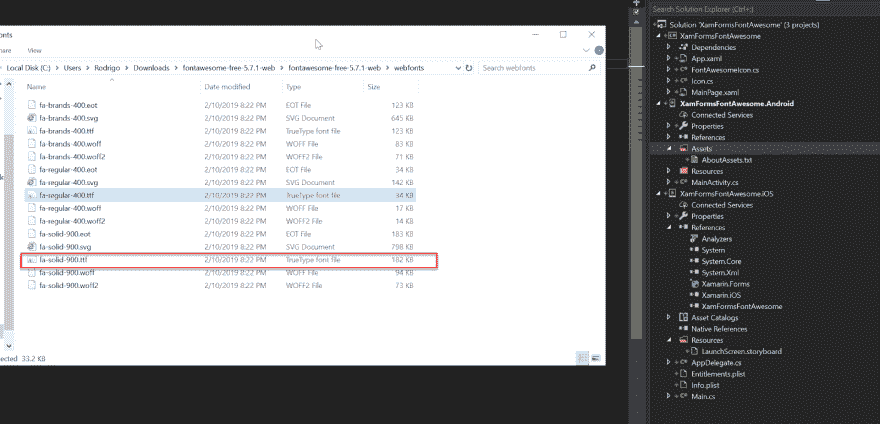 onts
hare View
Local Disk (C:) > Users > Rodrigo > Downloads > fontawesome-free-5.7.1-web > fontawesome-free-5.7.1-web > webfonts
Search webfonts
Name Date modified Type Size
fa-brands-400.eot 2/10/2019 8:22 PM EOT File 123 KB
fa-brands-400.svg 2/10/2019 8:22 PM SVG Document 645 KB
fa-brands-400.ttf 2/10/2019 8:22 PM TrueType font file 123 KB
fa-brands-400.woff 2/10/2019 8:22 PM WOFF File 83 KB
fa-brands-400.woff2 2/10/2019 8:22 PM WOFF2 File 71 KB
fa-regular-400.eot 2/10/2019 8:22 PM EOT File 34 KB
fa-regular-400.svg 2/10/2019 8:22 PM SVG Document 142 KB
fa-regular-400.ttf 2/10/2019 8:22 PM TrueType font file 34 KB
fa-regular-400.woff 2/10/2019 8:22 PM WOFF File 17 KB
fa-regular-400.woff2 2/10/2019 8:22 PM WOFF2 File 14 KB
fa-solid-900.eot 2/10/2019 8:22 PM EOT File 183 KB
fa-solid-900.svg 2/10/2019 8:22 PM SVG Document 798 KB
fa-solid-900.ttf 2/10/2019 8:22 PM TrueType font file 182 KB
fa-solid-900.woff 2/10/2019 8:22 PM WOFF File 94 KB
fa-solid-900.woff2 2/10/2019 8:22 PM WOFF2 File 73 KB
ected 33.2 KB
Search Solution Explorer (Ctrl+;)
Solution 'XamFormsFontAwesome' (3 projects)
XamFormsFontAwesome
Dependencies
App.xaml
FontAwesomeIcon.cs
Icon.cs
MainPage.xaml
XamFormsFontAwesome.Android
Connected Services
Properties
References
Assets
AboutAssets.txt
Resources
MainActivity.cs
XamFormsFontAwesome.iOS
Connected Services
Properties
References
Analyzers
System
System.Core
System.Xml
Xamarin.Forms
Xamarin.iOS
XamFormsFontAwesome
Asset Catalogs
Native References
Resources
LaunchScreen.storyboard
AppDelegate.cs
Entitlements.plist
Info.plist
Main.cs